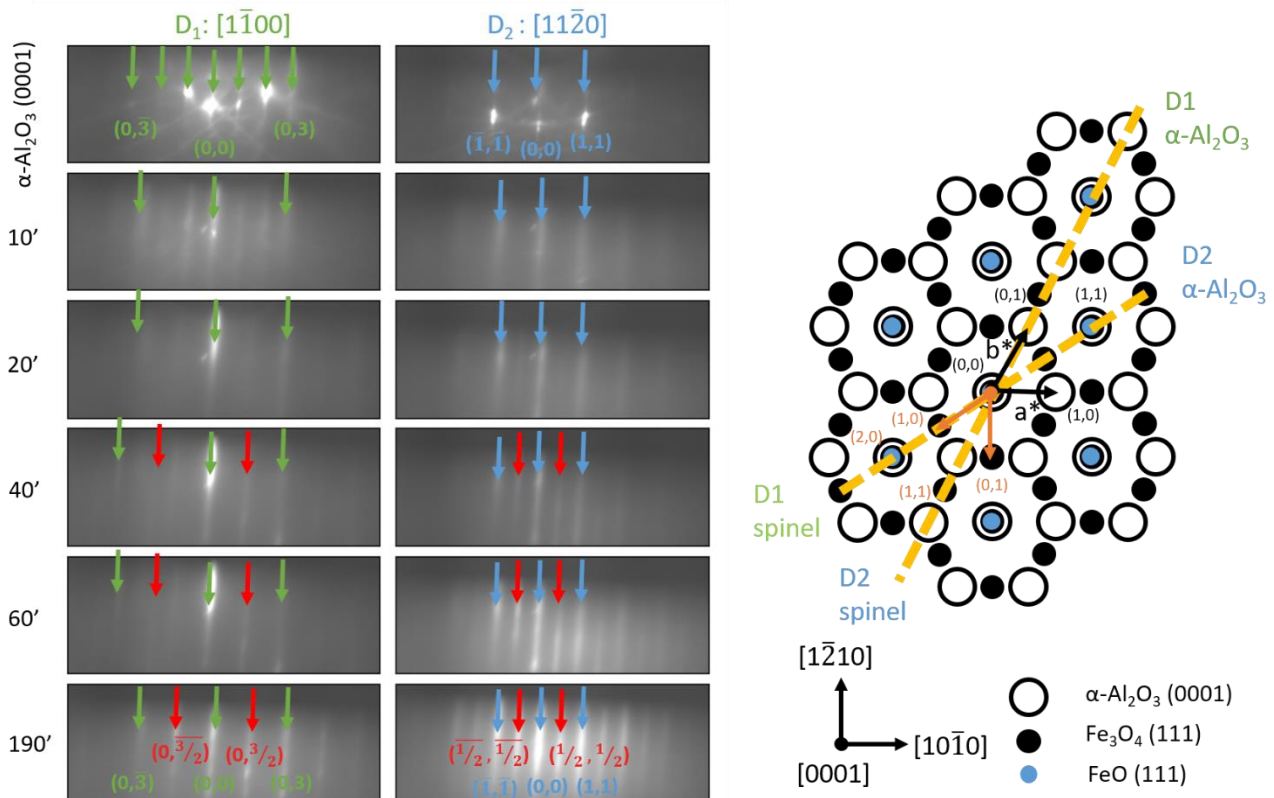 D₁: [11̅00]
D₂: [112̅0]
α-Al₂O₃ (0001)
(0,3̅)
(0,0)
(0,3)
(1̅,1̅)
(0,0)
(1,1)
10’
20’
40’
60’
190’
(0,3̅/̅2̅)
(0,3/2)
(0,3̅)
(0,0)
(0,3)
(1̅/̅2̅,1̅/̅2̅)
(1/2,1/2)
(1̅,1̅)
(0,0)
(1,1)
D1
α-Al₂O₃
D2
α-Al₂O₃
(0,1)
(1,1)
b*
(0,0)
a*
(1,0)
(1,0)
(2,0)
(1,1)
(0,1)
D1
spinel
D2
spinel
[12̅10]
[101̅0]
[0001]
α-Al₂O₃ (0001)
Fe₃O₄ (111)
FeO (111)